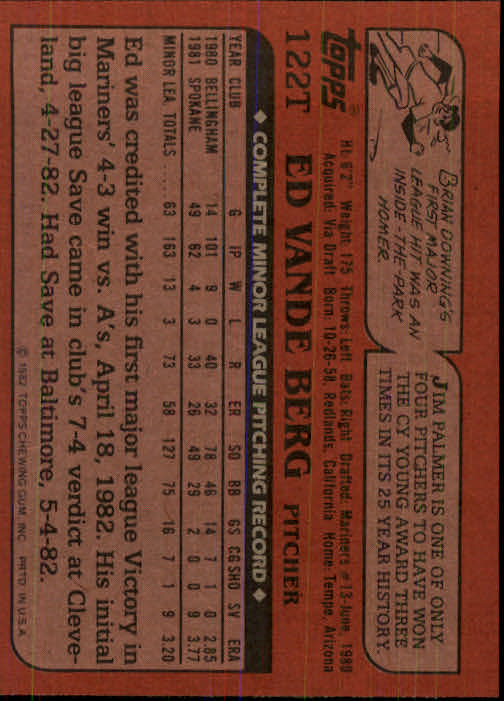 BRIAN DOWNING'S
FIRST MAJOR
LEAGUE HIT WAS AN
INSIDE-THE-PARK
HOMER.
JIM PALMER IS ONE OF ONLY
FOUR PITCHERS TO HAVE WON
THE CY YOUNG AWARD THREE
TIMES IN ITS 25 YEAR HISTORY.
topps®
Ht. 6'2" Weight: 175 Throws: Left Bats: Right Drafted: Mariners #13-June, 1980
Acquired: Via Draft Born: 10-26-58, Redlands, California Home: Tempe, Arizona
122T ED VANDE BERG PITCHER
◆ COMPLETE MINOR LEAGUE PITCHING RECORD ◆
YEAR CLUB G IP W L R ER SO BB GS CG SHO SV ERA
1980 BELLINGHAM 14 101 9 0 40 32 78 46 14 7 1 0 2.85
1981 SPOKANE 49 62 4 3 33 26 49 29 2 0 0 9 3.77
MINOR LEA. TOTALS 63 163 13 3 73 58 127 75 16 7 1 9 3.20
Ed was credited with his first major league Victory in
Mariners' 4-3 win vs. A's, April 18, 1982. His initial
big league Save came in club's 7-4 verdict at Cleve-
land, 4-27-82. Had Save at Baltimore, 5-4-82.
© 1982 TOPPS CHEWING GUM, INC. PRTD. IN U.S.A.